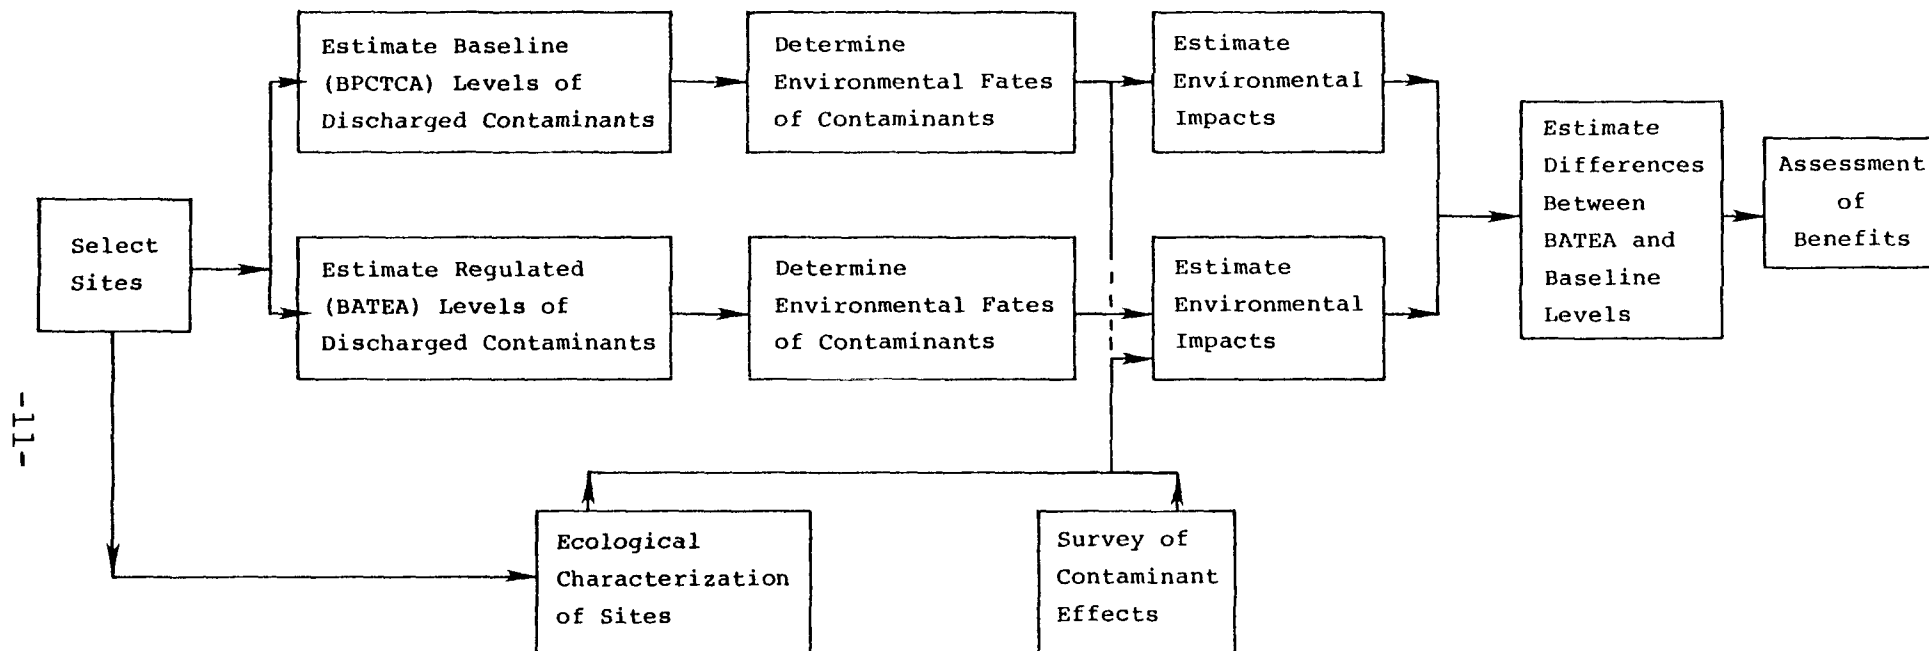 Estimate Baseline
(BPCTCA) Levels of
Discharged Contaminants
Determine
Environmental Fates
of Contaminants
Estimate
Environmental
Impacts
Estimate
Differences
Between
BATEA and
Baseline
Levels
Assessment
of
Benefits
Select
Sites
Estimate Regulated
(BATEA) Levels of
Discharged Contaminants
Determine
Environmental Fates
of Contaminants
Estimate
Environmental
Impacts
-11-
Ecological
Characterization
of Sites
Survey of
Contaminant
Effects